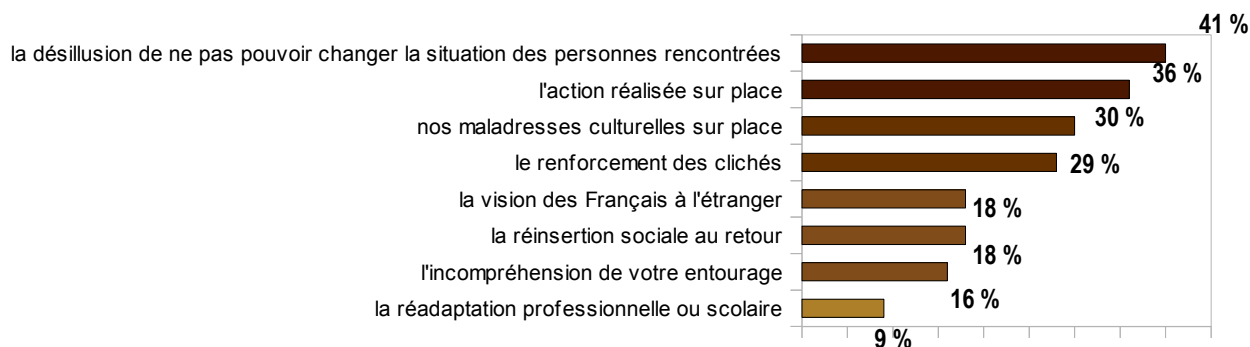 la désillusion de ne pas pouvoir changer la situation des personnes rencontrées 41 %
l'action réalisée sur place 36 %
nos maladresses culturelles sur place 30 %
le renforcement des clichés 29 %
la vision des Français à l'étranger 18 %
la réinsertion sociale au retour 18 %
l'incompréhension de votre entourage 16 %
la réadaptation professionnelle ou scolaire 9 %